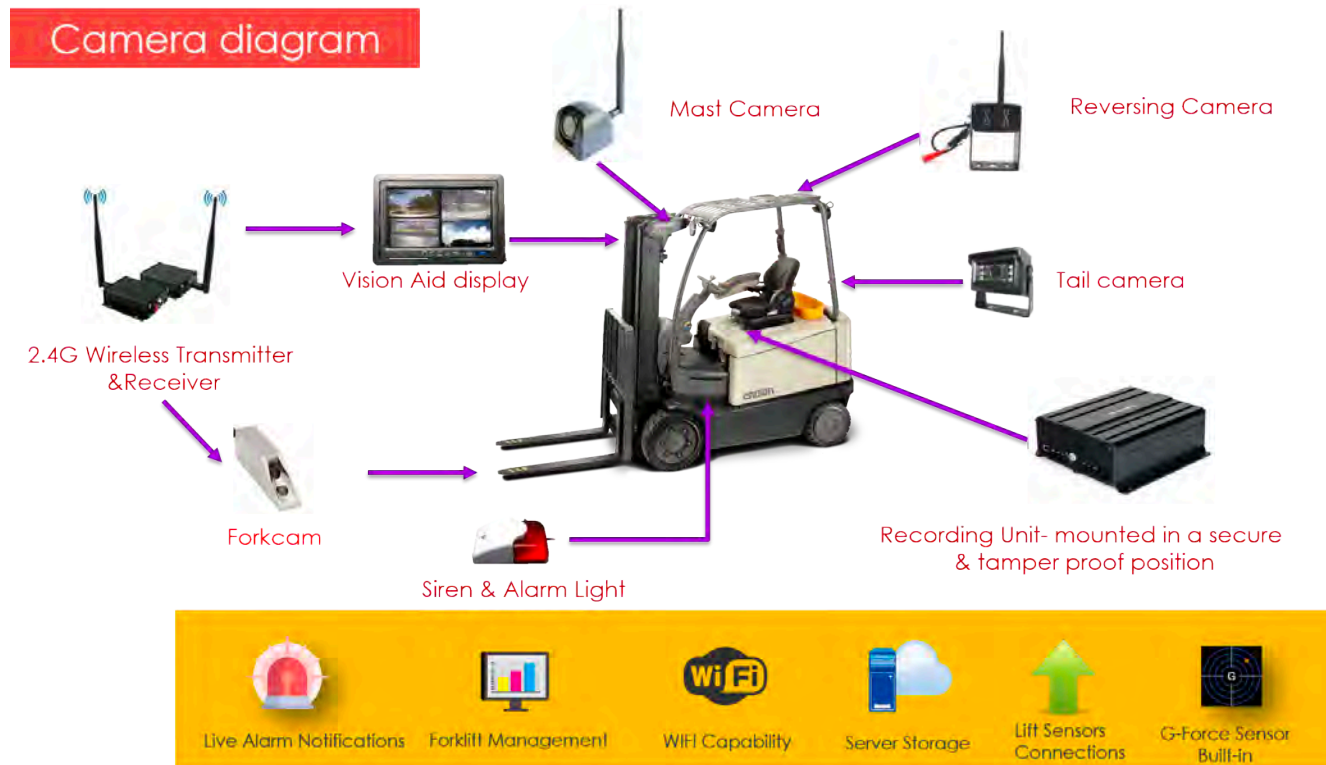 Camera diagram
Mast Camera
Reversing Camera
Vision Aid display
Tail camera
2.4G Wireless Transmitter
&Receiver
Forkcam
Siren & Alarm Light
Recording Unit- mounted in a secure
& tamper proof position
CROWN
WiFi
G
Live Alarm Notifications
Forklift Management
WIFI Capability
Server Storage
Lift Sensors
Connections
G-Force Sensor
Built-in